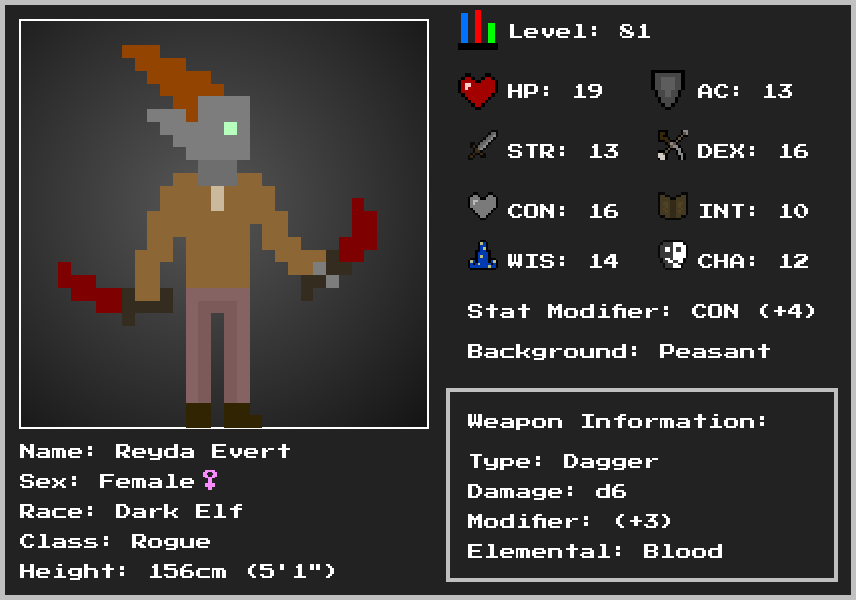 Level: 81
HP: 19 AC: 13
STR: 13 DEX: 16
CON: 16 INT: 10
WIS: 14 CHA: 12
Stat Modifier: CON (+4)
Background: Peasant
Name: Reyda Evert
Sex: Female♀
Race: Dark Elf
Class: Rogue
Height: 156cm (5'1")
Weapon Information:
Type: Dagger
Damage: d6
Modifier: (+3)
Elemental: Blood